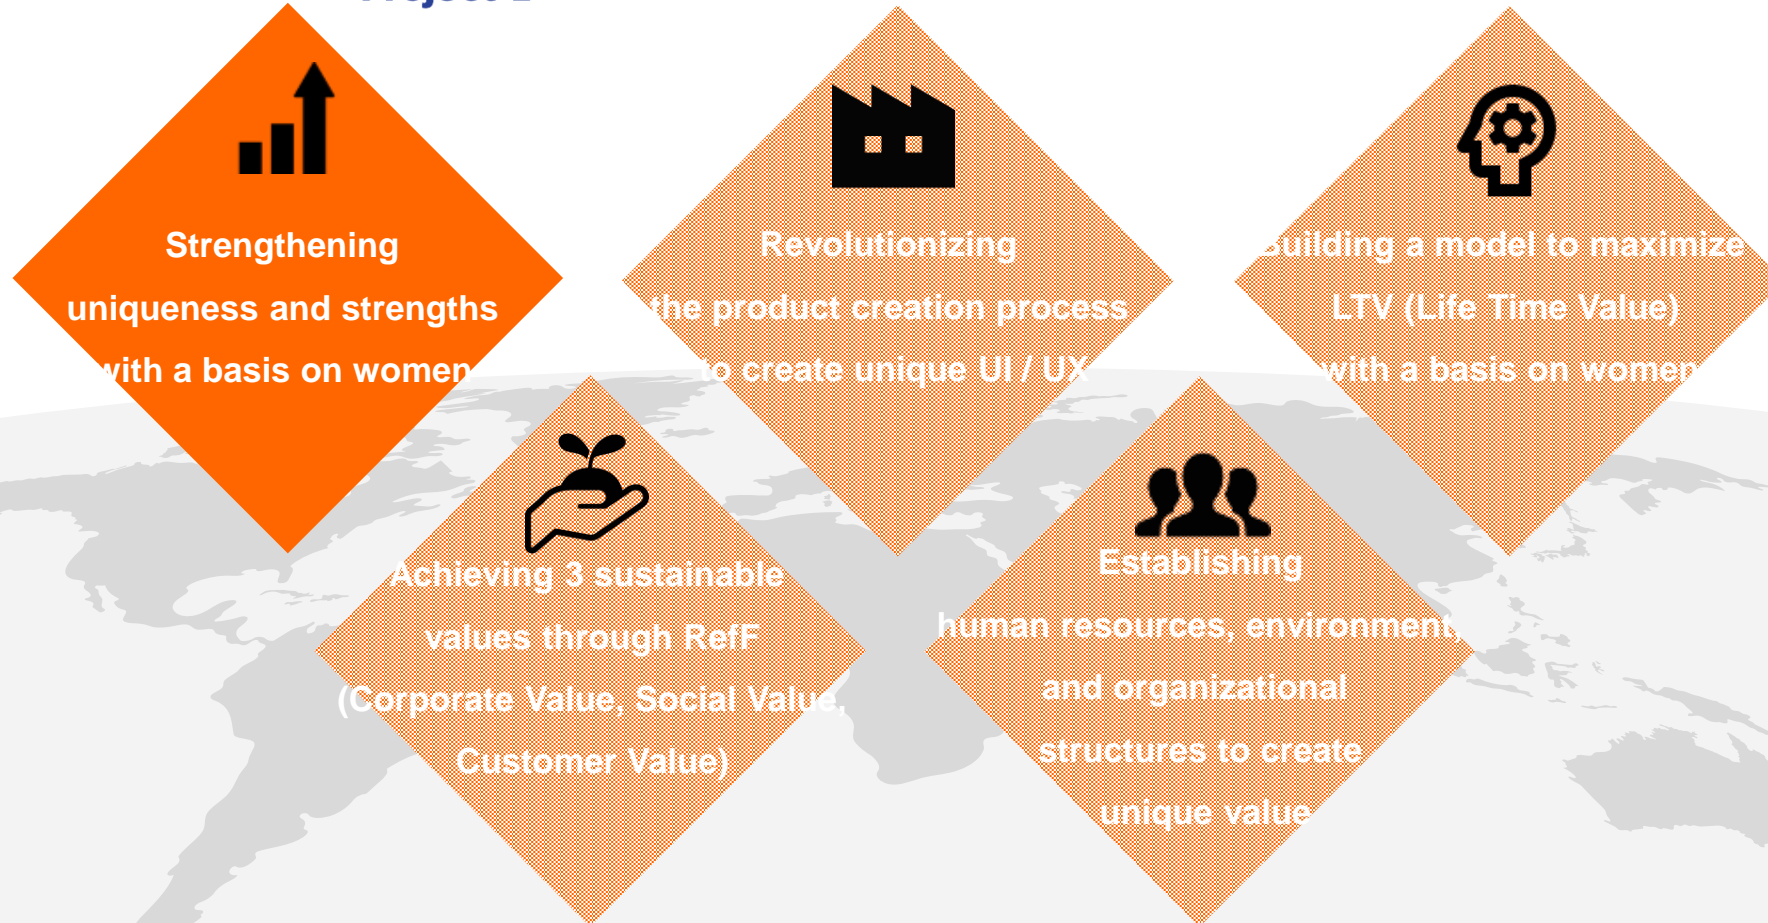 Strengthening
uniqueness and strengths
with a basis on women
Revolutionizing
the product creation process
to create unique UI / UX
Building a model to maximize
LTV (Life Time Value)
with a basis on women
Achieving 3 sustainable
values through RefF
(Corporate Value, Social Value,
Customer Value)
Establishing
human resources, environment,
and organizational
structures to create
unique value